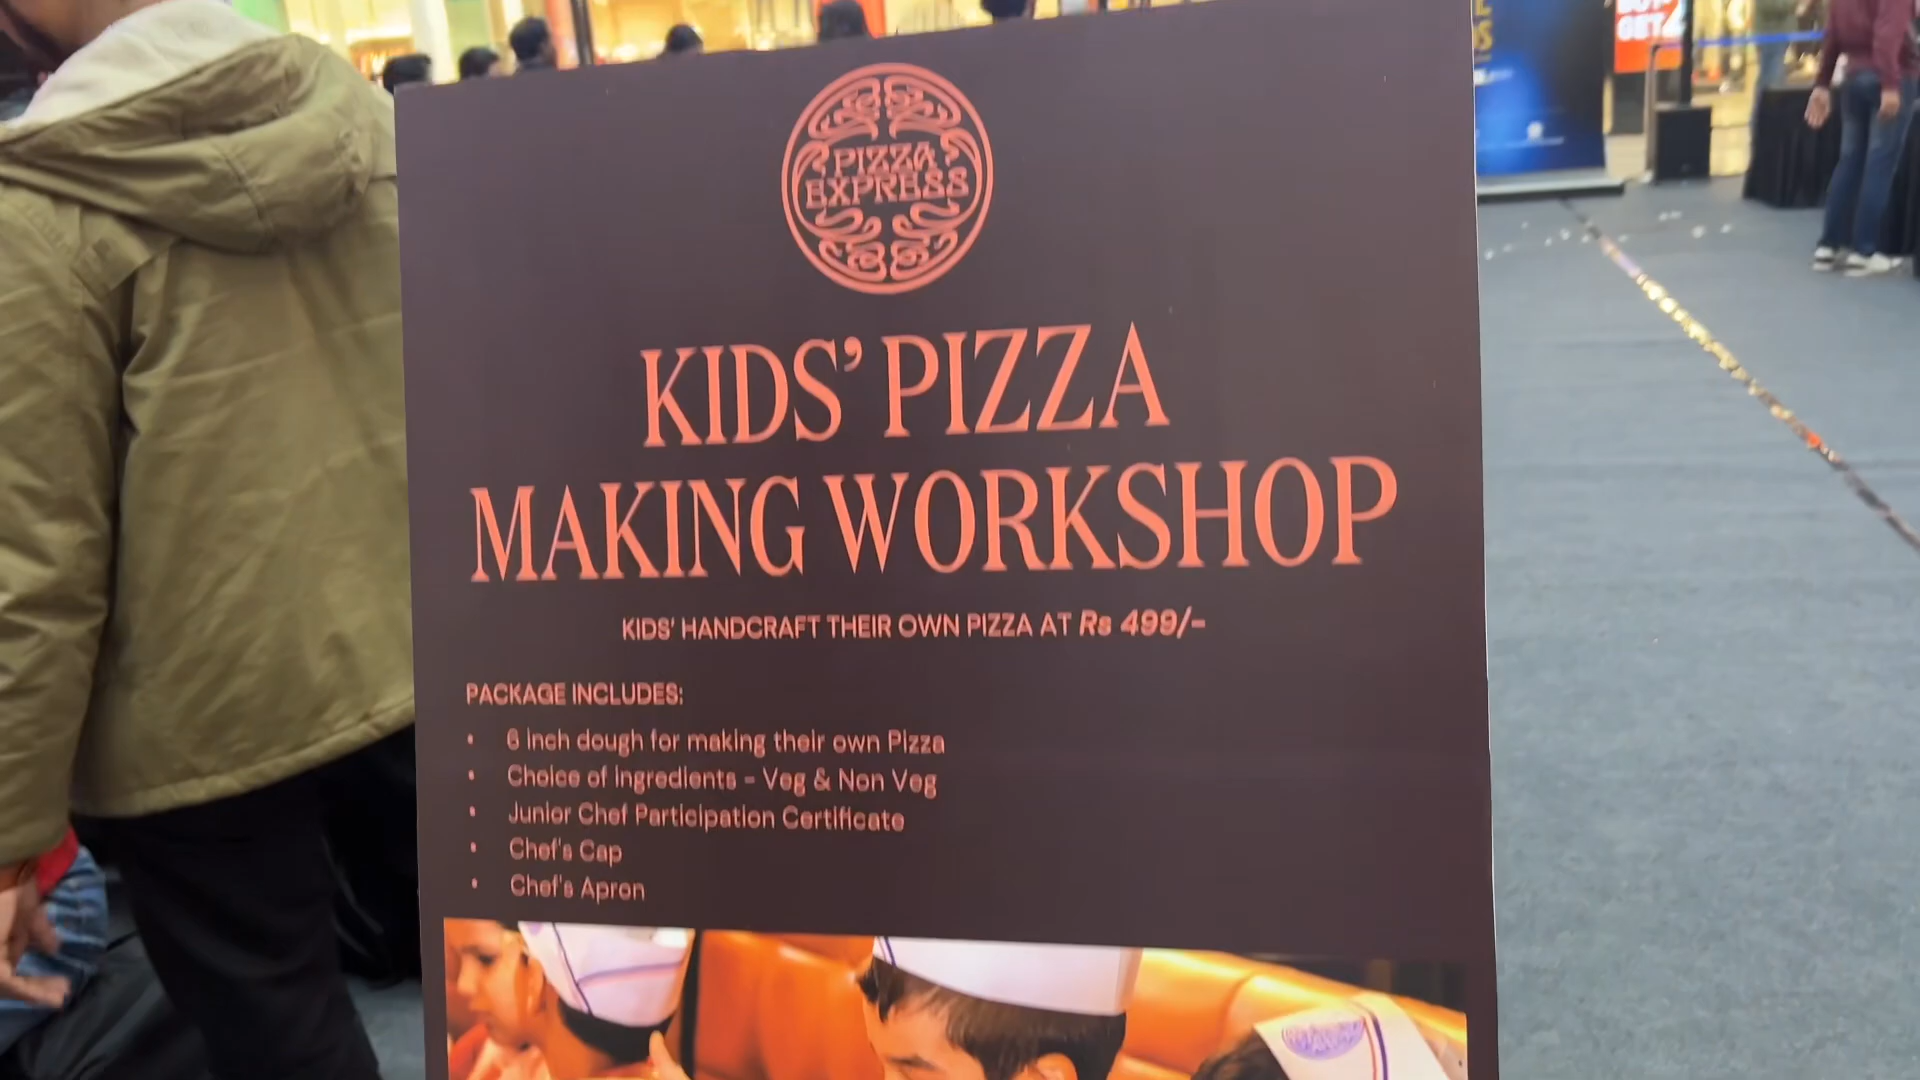 PIZZA
EXPRESS
KIDS' PIZZA
MAKING WORKSHOP
KIDS' HANDCRAFT THEIR OWN PIZZA AT Rs 499/-
PACKAGE INCLUDES:
• 6 inch dough for making their own Pizza
• Choice of ingredients - Veg & Non Veg
• Junior Chef Participation Certificate
• Chef's Cap
• Chef's Apron
GET